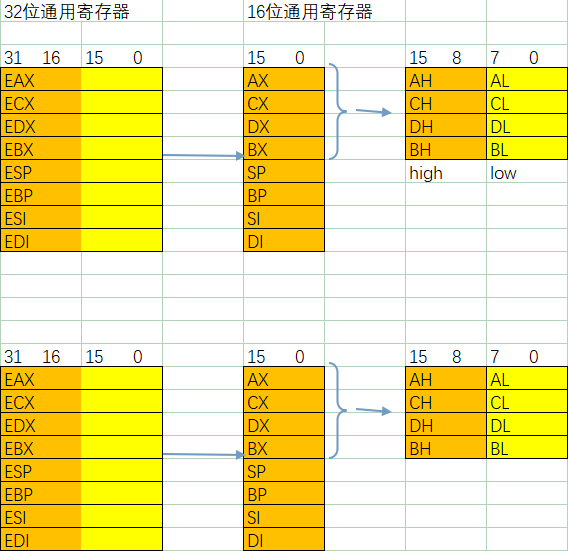 32位通用寄存器 16位通用寄存器
31 16 15 0 15 0 15 8 7 0
EAX AX AH AL
ECX CX CH CL
EDX DX DH DL
EBX BX BH BL
ESP SP high low
EBP BP
ESI SI
EDI DI
31 16 15 0 15 0 15 8 7 0
EAX AX AH AL
ECX CX CH CL
EDX DX DH DL
EBX BX BH BL
ESP SP
EBP BP
ESI SI
EDI DI